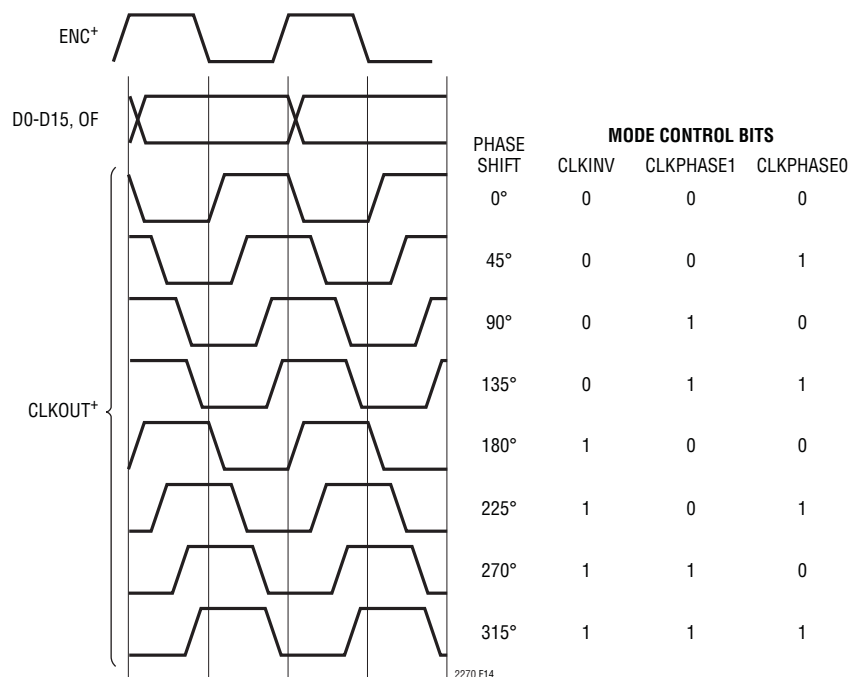 ENC+
D0-D15, OF
CLKOUT+
MODE CONTROL BITS
PHASE SHIFT CLKINV CLKPHASE1 CLKPHASE0
0° 0 0 0
45° 0 0 1
90° 0 1 0
135° 0 1 1
180° 1 0 0
225° 1 0 1
270° 1 1 0
315° 1 1 1
2270 F14